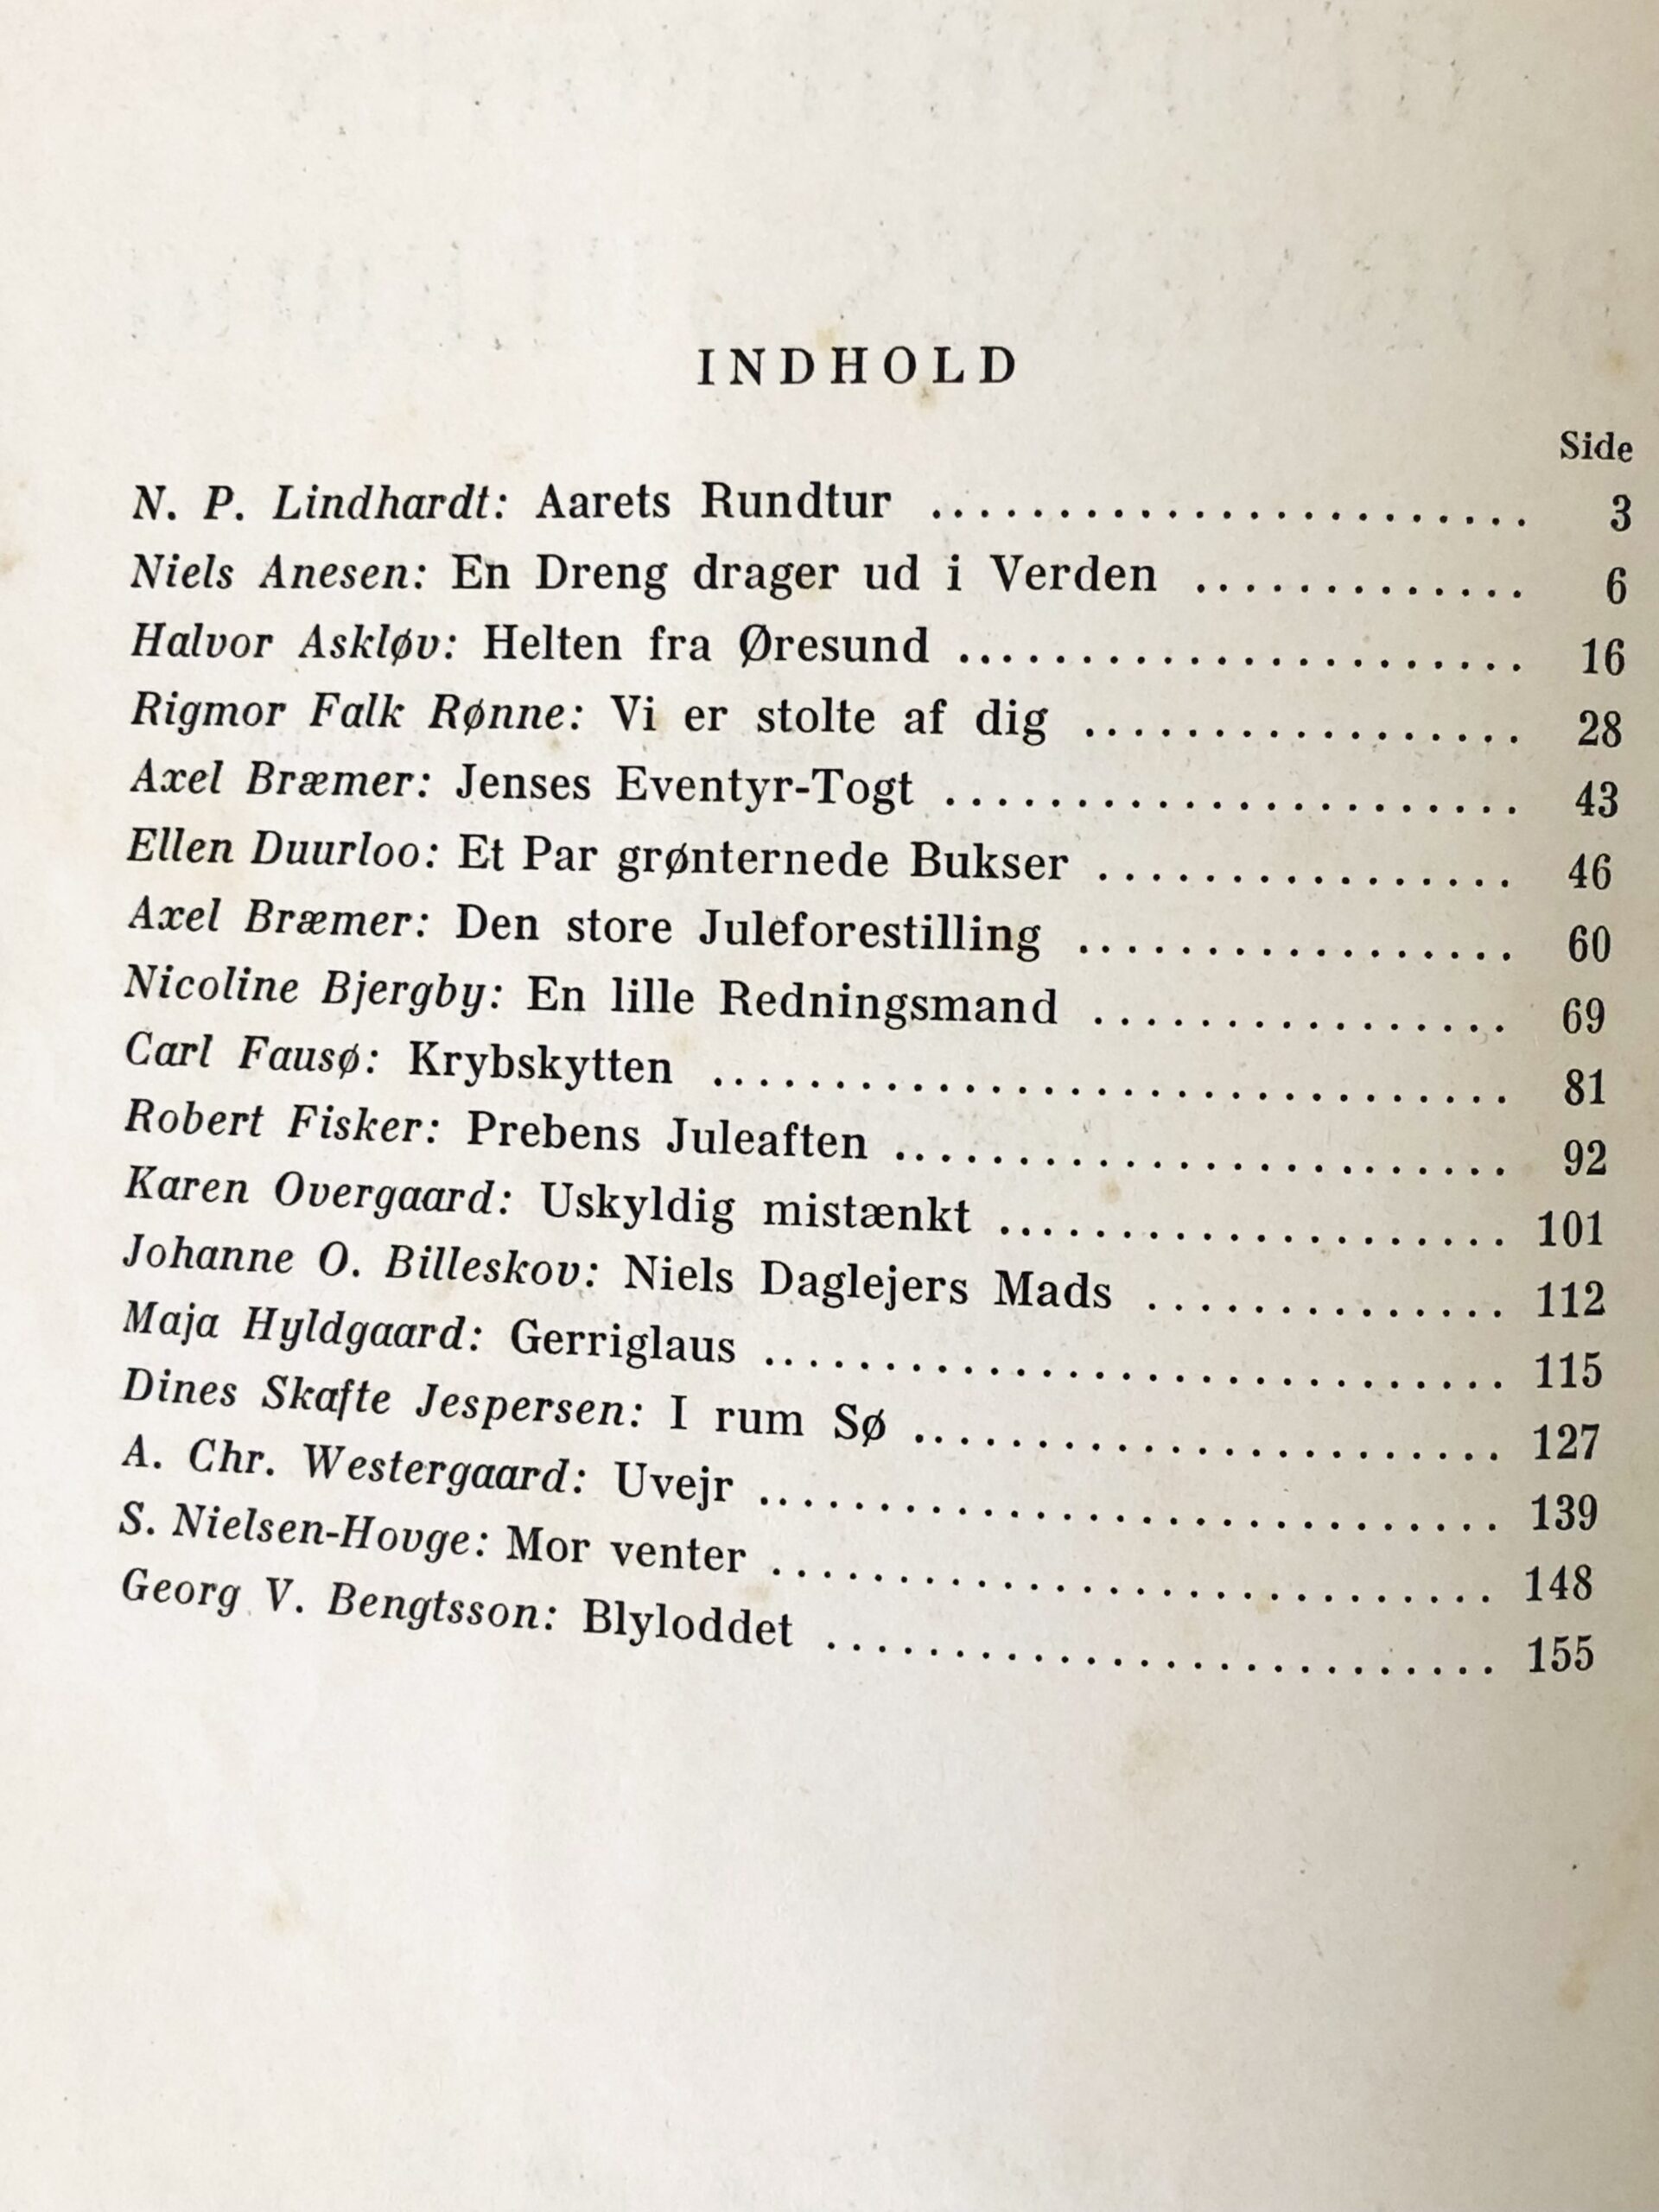 INDHOLD
Side
N. P. Lindhardt: Aarets Rundtur ........................ 3
Niels Anesen: En Dreng drager ud i Verden ............. 6
Halvor Askløv: Helten fra Øresund ...................... 16
Rigmor Falk Rønne: Vi er stolte af dig ................. 28
Axel Bræmer: Jenses Eventyr-Togt ...................... 43
Ellen Duurloo: Et Par grønternede Bukser ................ 46
Axel Bræmer: Den store Juleforestilling ................. 60
Nicoline Bjergby: En lille Redningsmand ................ 69
Carl Fausø: Krybskytten .............................. 81
Robert Fisker: Prebens Juleaften ........................ 92
Karen Overgaard: Uskyldig mistænkt .................... 101
Johanne O. Billeskov: Niels Daglejers Mads .............. 112
Maja Hyldgaard: Gerriglaus .............................. 115
Dines Skafte Jespersen: I rum Sø ........................ 127
A. Chr. Westergaard: Uvejr .............................. 139
S. Nielsen-Hovge: Mor venter ............................ 148
Georg V. Bengtsson: Blyloddet .......................... 155